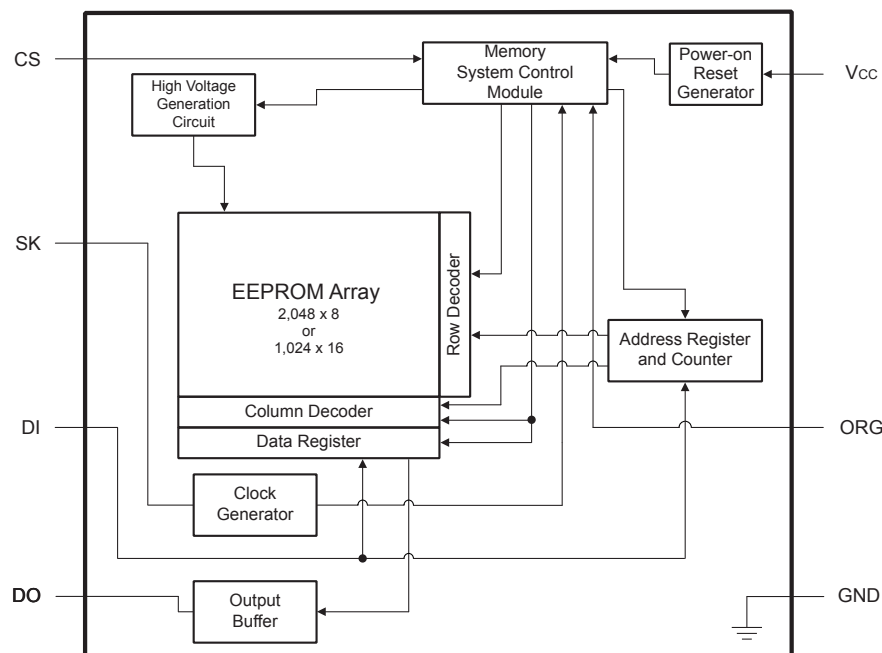 CS
Memory
System Control
Module
Power-on
Reset
Generator
Vcc
High Voltage
Generation
Circuit
SK
EEPROM Array
2,048 x 8
or
1,024 x 16
Row Decoder
Address Register
and Counter
Column Decoder
DI
Data Register
ORG
Clock
Generator
DO
Output
Buffer
GND